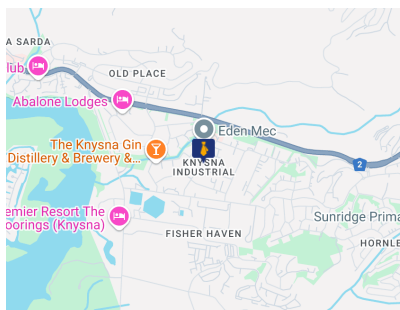 A SARDA
lub
OLD PLACE
Abalone Lodges
Eden Mec
The Knysna Gin
Distillery & Brewery &...
KNYSNA
INDUSTRIAL
2
emier Resort The
oorings (Knysna)
Sunridge Prima
FISHER HAVEN
HORNLE